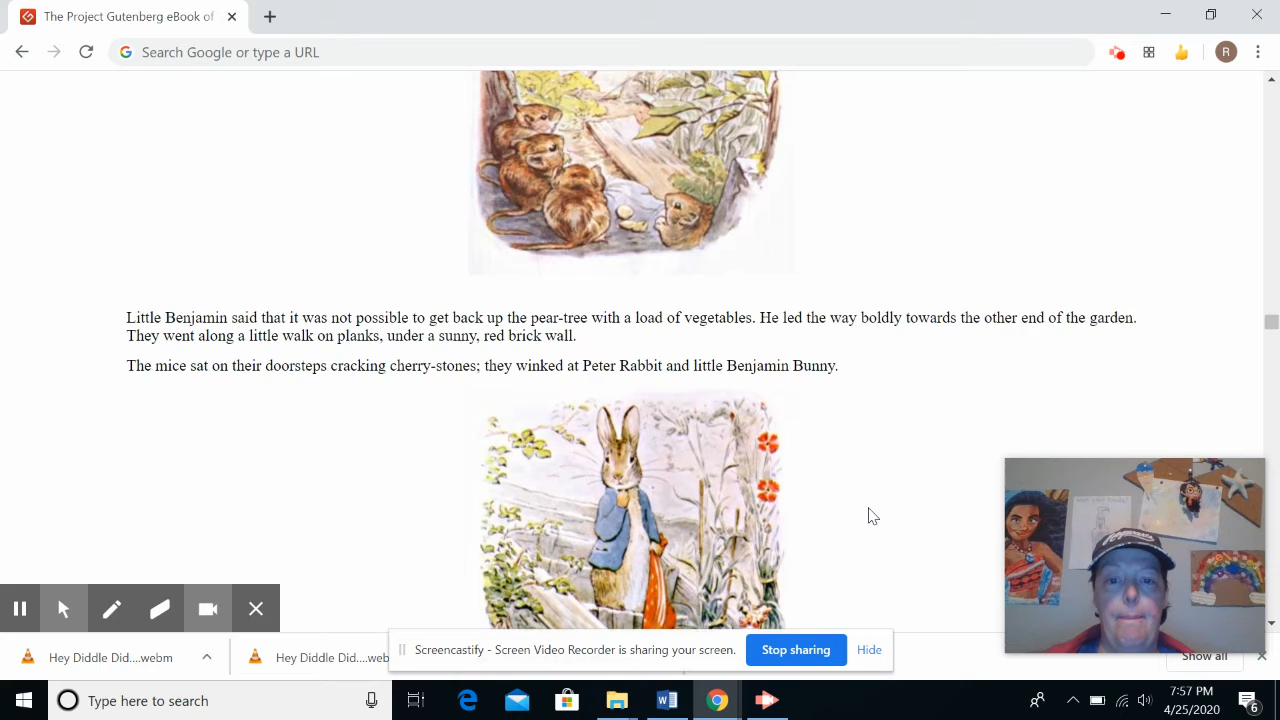 The Project Gutenberg eBook of
Search Google or type a URL
R
Little Benjamin said that it was not possible to get back up the pear-tree with a load of vegetables. He led the way boldly towards the other end of the garden.
They went along a little walk on planks, under a sunny, red brick wall.
The mice sat on their doorsteps cracking cherry-stones; they winked at Peter Rabbit and little Benjamin Bunny.
Screencastify - Screen Video Recorder is sharing your screen.
Stop sharing
Hide
Hey Diddle Did....webm
Hey Diddle Did....web
Show all
Type here to search
7:57 PM
4/25/2020
6